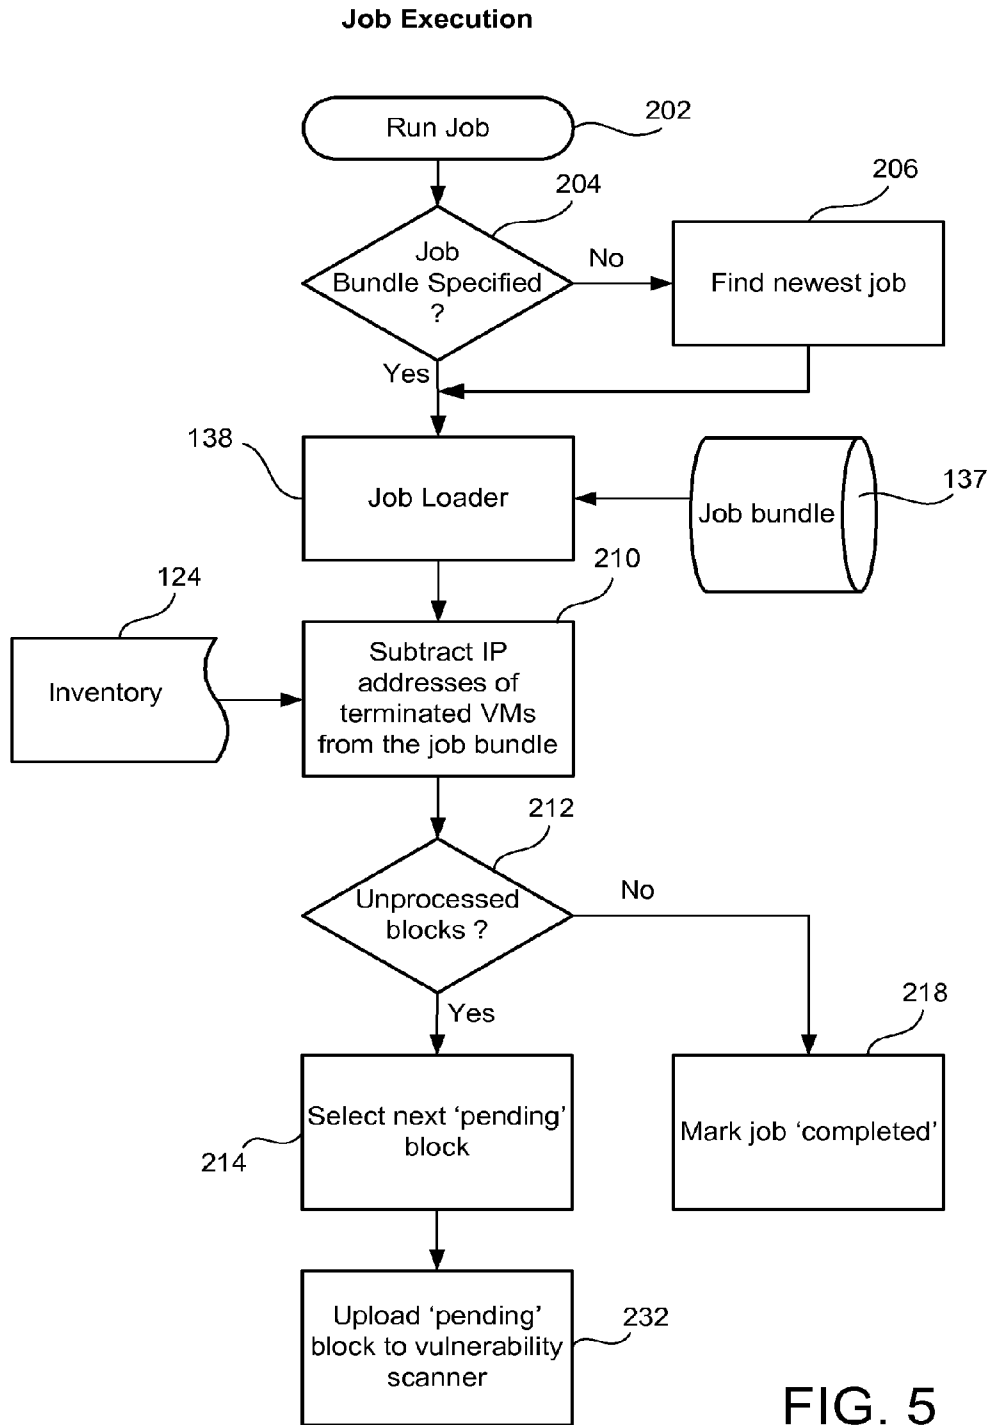 Job Execution
Run Job
202
204
206
Job
Bundle Specified
?
No
Find newest job
Yes
138
Job Loader
Job bundle
137
210
124
Inventory
Subtract IP
addresses of
terminated VMs
from the job bundle
212
Unprocessed
blocks ?
No
Yes
218
Select next ‘pending’
block
214
Mark job ‘completed’
Upload ‘pending’
block to vulnerability
scanner
232
FIG. 5